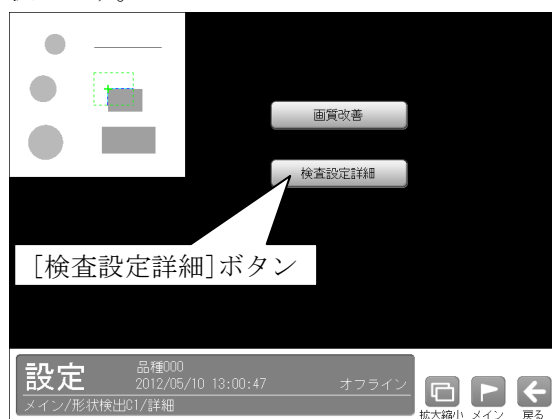 画質改善
検査設定詳細
[検査設定詳細]ボタン
設定
品種000
2012/05/10 13:00:47
オフライン
メイン/形状検出C1/詳細
拡大縮小 メイン 戻る